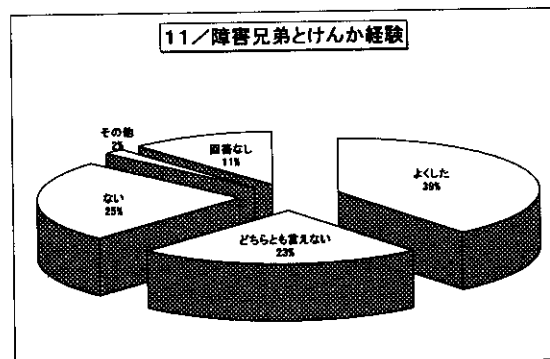 11／障害兄弟とけんか経験
その他
2%
回答なし
11%
よくした
39%
ない
25%
どちらとも言えない
23%